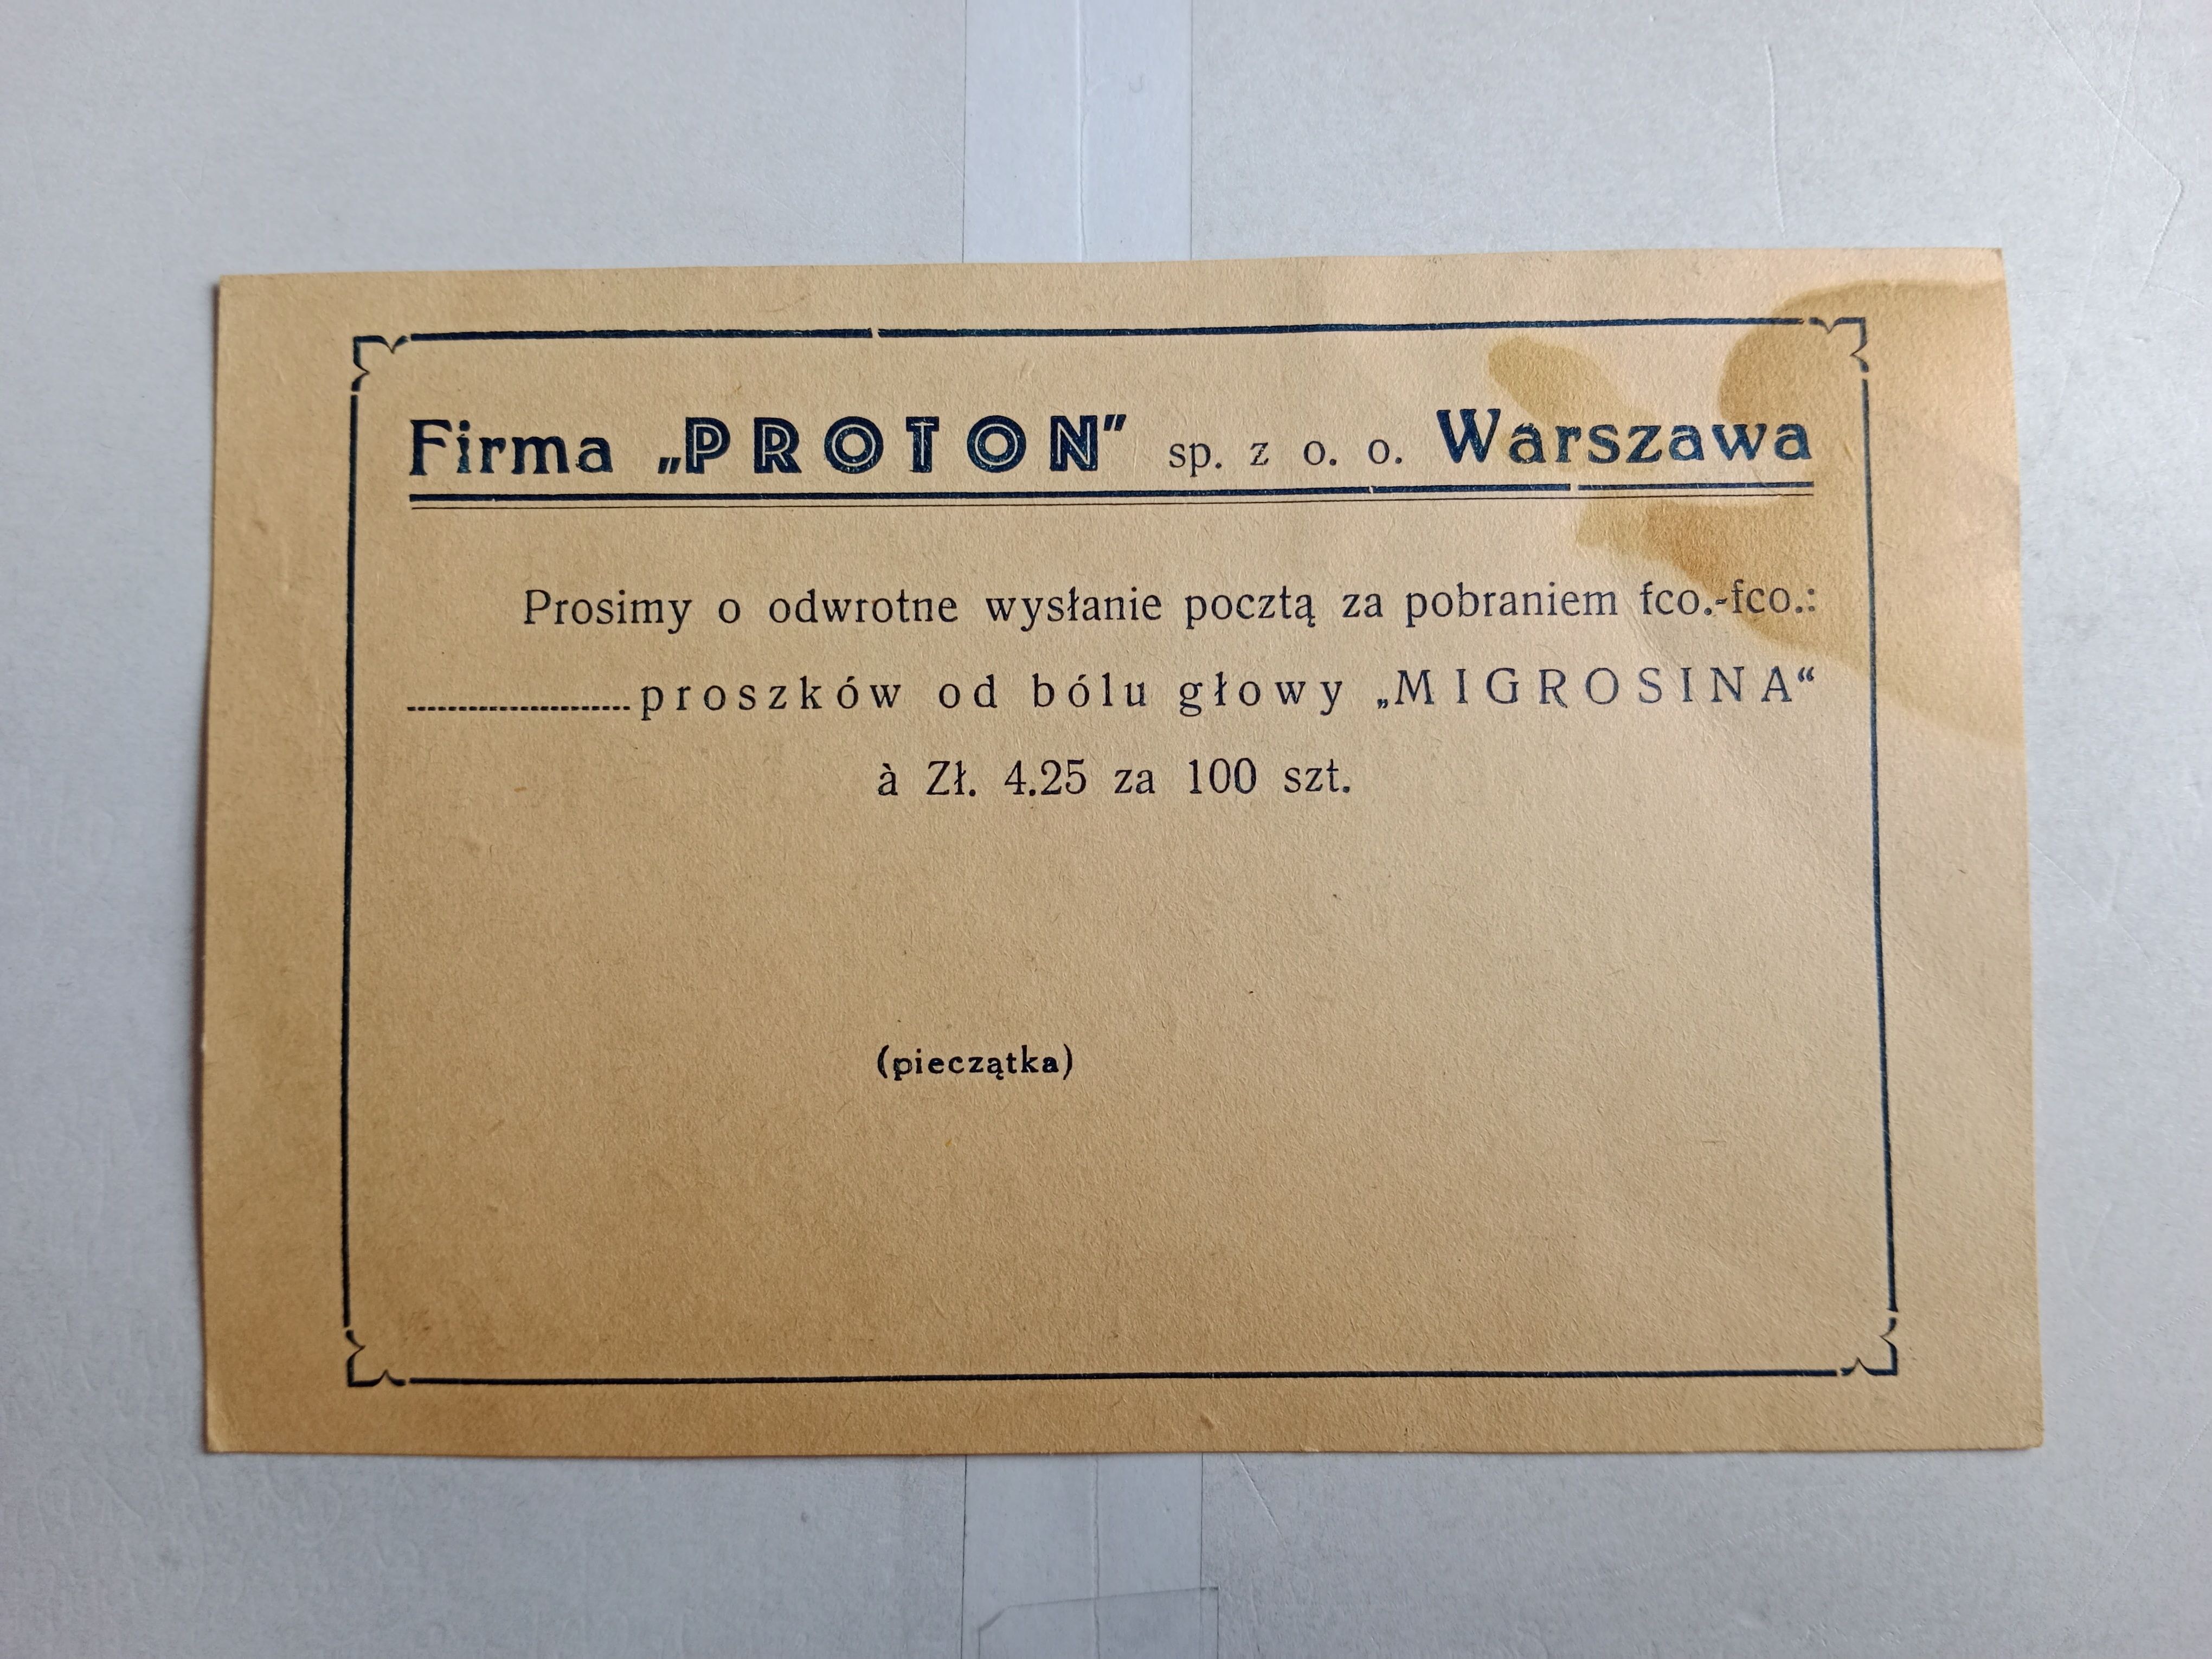 Firma „PROTON” sp. z o. o. Warszawa
Prosimy o odwrotne wysłanie pocztą za pobraniem fco.-fco.:
......................proszków od bólu głowy „MIGROSINA“
à Zł. 4.25 za 100 szt.
(pieczątka)